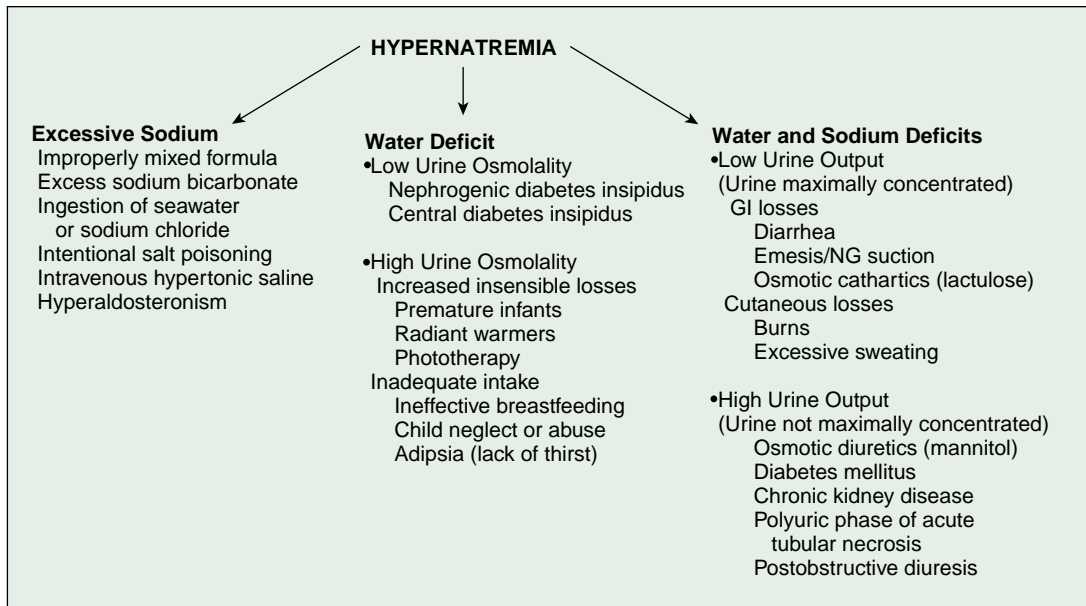 HYPERNATREMIA
Excessive Sodium
Improperly mixed formula
Excess sodium bicarbonate
Ingestion of seawater
or sodium chloride
Intentional salt poisoning
Intravenous hypertonic saline
Hyperaldosteronism
Water Deficit
•Low Urine Osmolality
Nephrogenic diabetes insipidus
Central diabetes insipidus
•High Urine Osmolality
Increased insensible losses
Premature infants
Radiant warmers
Phototherapy
Inadequate intake
Ineffective breastfeeding
Child neglect or abuse
Adipsia (lack of thirst)
Water and Sodium Deficits
•Low Urine Output
(Urine maximally concentrated)
GI losses
Diarrhea
Emesis/NG suction
Osmotic cathartics (lactulose)
Cutaneous losses
Burns
Excessive sweating
•High Urine Output
(Urine not maximally concentrated)
Osmotic diuretics (mannitol)
Diabetes mellitus
Chronic kidney disease
Polyuric phase of acute
tubular necrosis
Postobstructive diuresis